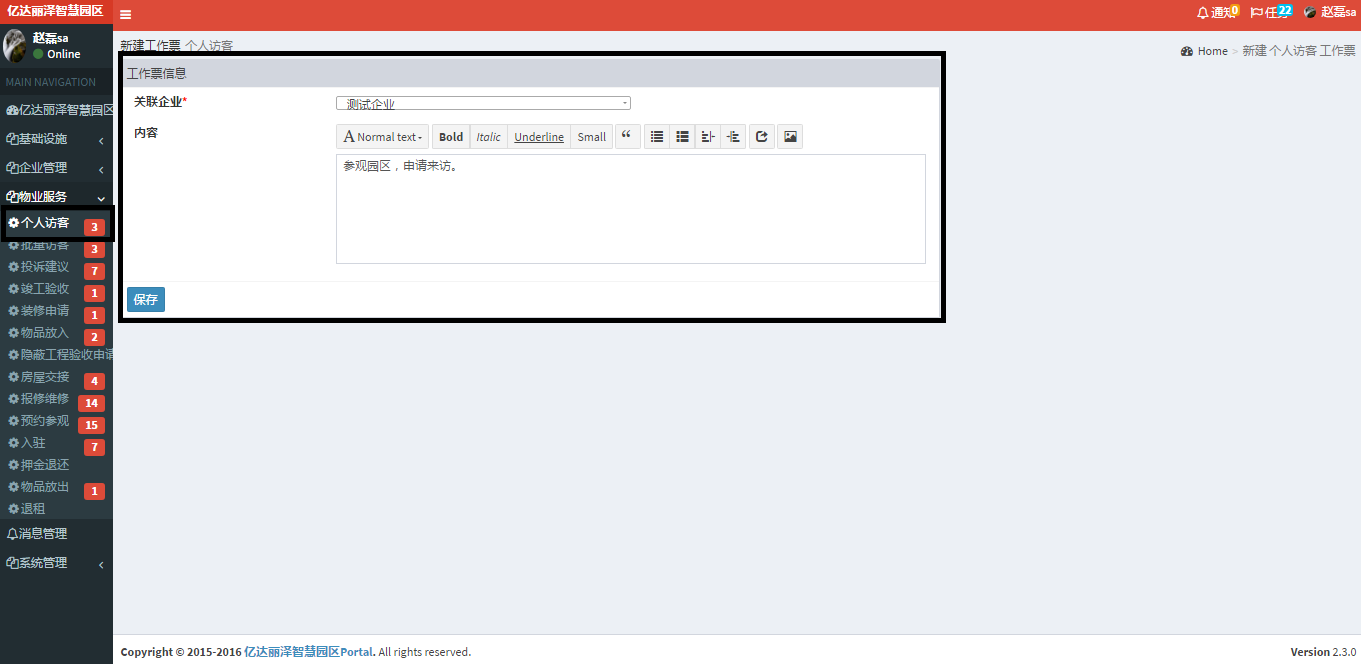 亿达丽泽智慧园区
通知 0
任务 22
赵磊sa
赵磊sa
Online
MAIN NAVIGATION
亿达丽泽智慧园区
基础设施
企业管理
物业服务
个人访客 3
批量访客 3
投诉建议 7
竣工验收 1
装修申请 1
物品放入 2
隐蔽工程验收申请
房屋交接 4
报修维修 14
预约参观 15
入驻 7
押金退还
物品放出 1
退租
消息管理
系统管理
新建工作票 个人访客
Home > 新建 个人访客 工作票
工作票信息
关联企业* 测试企业
内容
A Normal text Bold Italic Underline Small “
参观园区，申请来访。
保存
Copyright © 2015-2016 亿达丽泽智慧园区Portal. All rights reserved.
Version 2.3.0